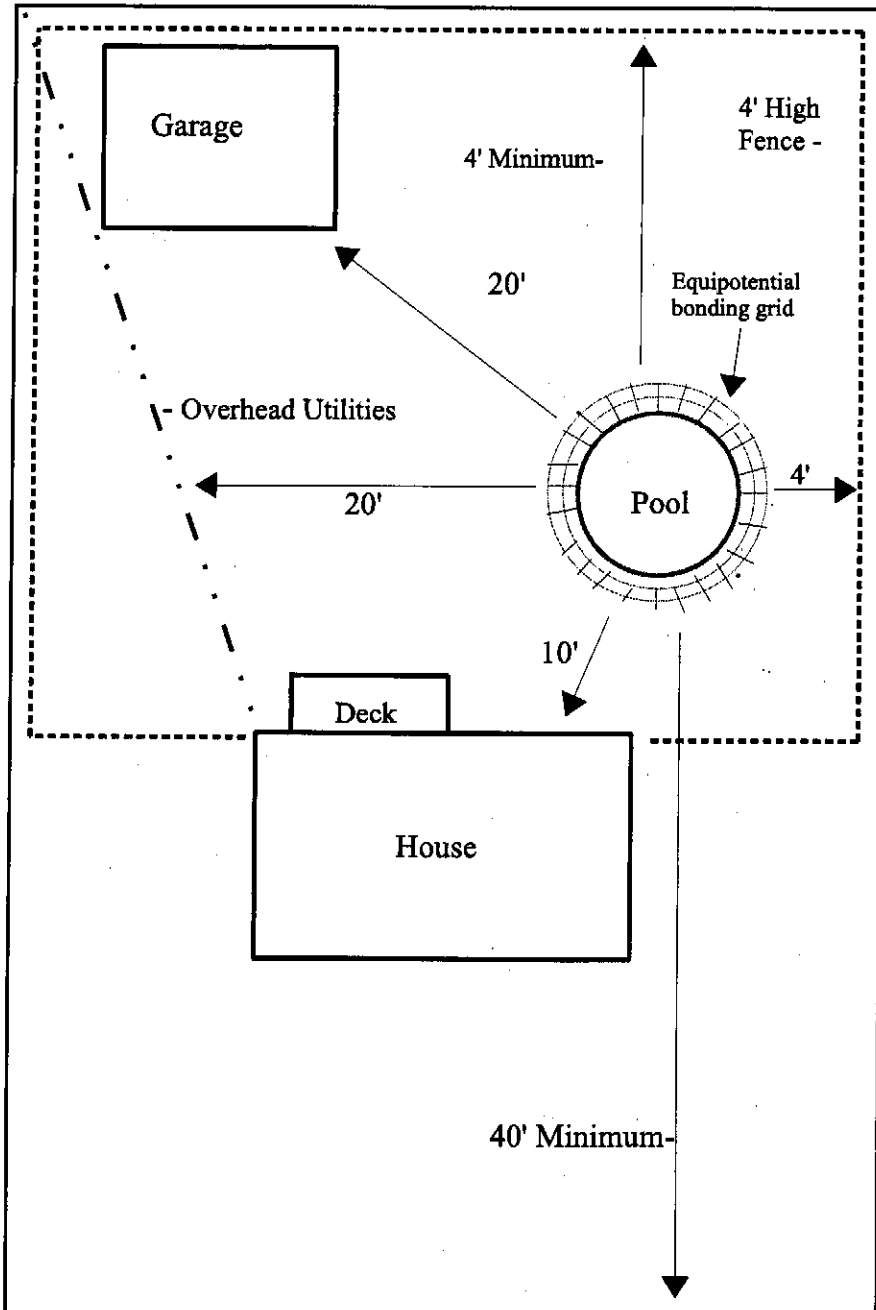 Garage
4' High
Fence -
4' Minimum-
20'
Equipotential
bonding grid
- Overhead Utilities
20'
Pool
4'
10'
Deck
House
40' Minimum-